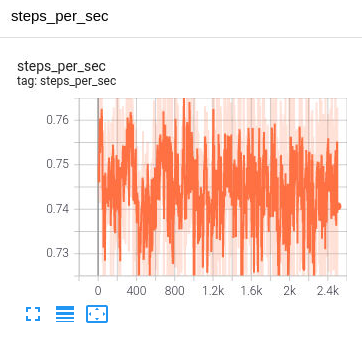 steps_per_sec
steps_per_sec
tag: steps_per_sec
0.76
0.75
0.74
0.73
0 400 800 1.2k 1.6k 2k 2.4k